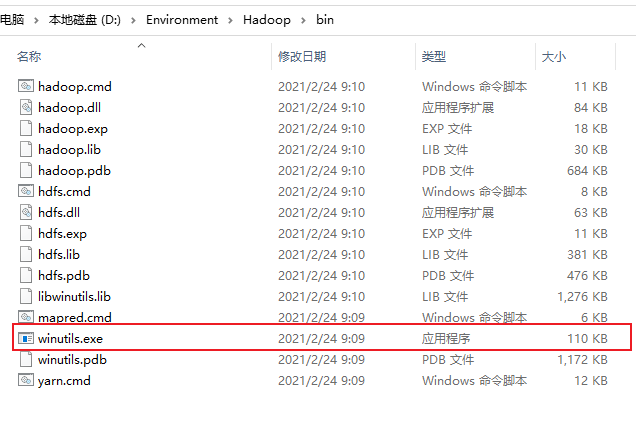 电脑 > 本地磁盘 (D:) > Environment > Hadoop > bin
名称 修改日期 类型 大小
hadoop.cmd 2021/2/24 9:10 Windows 命令脚本 11 KB
hadoop.dll 2021/2/24 9:10 应用程序扩展 84 KB
hadoop.exp 2021/2/24 9:10 EXP 文件 18 KB
hadoop.lib 2021/2/24 9:10 LIB 文件 30 KB
hadoop.pdb 2021/2/24 9:10 PDB 文件 684 KB
hdfs.cmd 2021/2/24 9:10 Windows 命令脚本 8 KB
hdfs.dll 2021/2/24 9:10 应用程序扩展 63 KB
hdfs.exp 2021/2/24 9:10 EXP 文件 11 KB
hdfs.lib 2021/2/24 9:10 LIB 文件 381 KB
hdfs.pdb 2021/2/24 9:10 PDB 文件 476 KB
libwinutils.lib 2021/2/24 9:10 LIB 文件 1,276 KB
mapred.cmd 2021/2/24 9:09 Windows 命令脚本 6 KB
winutils.exe 2021/2/24 9:09 应用程序 110 KB
winutils.pdb 2021/2/24 9:09 PDB 文件 1,172 KB
yarn.cmd 2021/2/24 9:09 Windows 命令脚本 12 KB